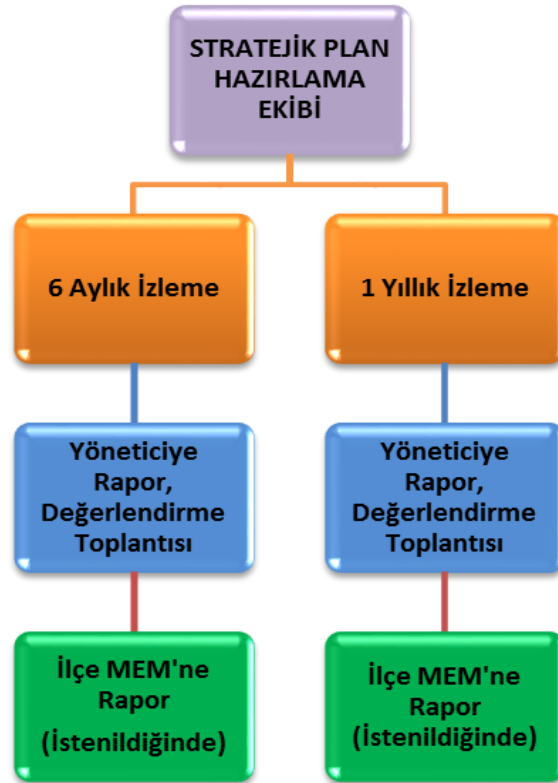 STRATEJİK PLAN
HAZIRLAMA
EKİBİ
6 Aylık İzleme
1 Yıllık İzleme
Yöneticiye
Rapor,
Değerlendirme
Toplantısı
Yöneticiye
Rapor,
Değerlendirme
Toplantısı
İlçe MEM'ne
Rapor
(İstenildiğinde)
İlçe MEM'ne
Rapor
(İstenildiğinde)